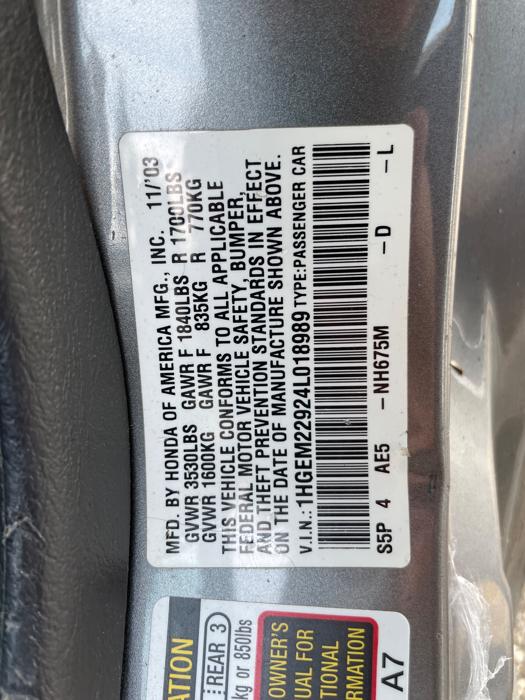 MFD. BY HONDA OF AMERICA MFG., INC. 11/'03
GVWR 3530LBS GAWR F 1840LBS R 1700LBS
GVWR 1600KG GAWR F 835KG R 770KG
THIS VEHICLE CONFORMS TO ALL APPLICABLE
FEDERAL MOTOR VEHICLE SAFETY, BUMPER,
AND THEFT PREVENTION STANDARDS IN EFFECT
ON THE DATE OF MANUFACTURE SHOWN ABOVE.
V.I.N.: 1HGEM22924L018989 TYPE:PASSENGER CAR
S5P 4 AE5 - NH675M - D - L
ATION
REAR 3
kg or 850lbs
OWNER'S
UAL FOR
TIONAL
RMATION
A7